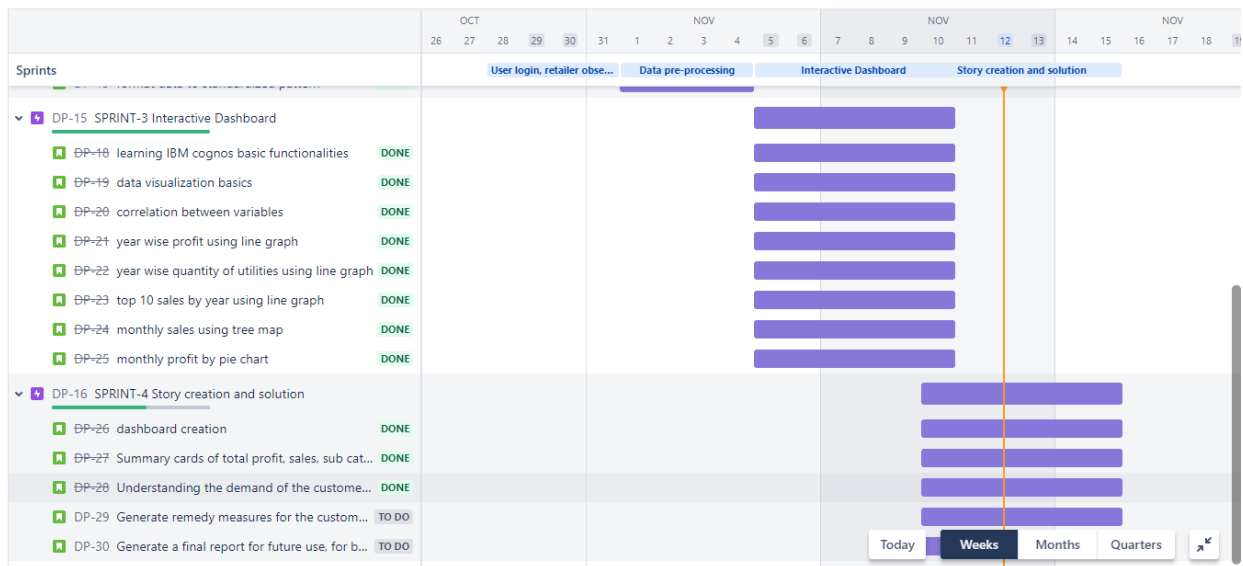 OCT NOV NOV NOV
26 27 28 29 30 31 1 2 3 4 5 6 7 8 9 10 11 12 13 14 15 16 17 18 19
Sprints User login, retailer obse... Data pre-processing Interactive Dashboard Story creation and solution
format data to standardized pattern
DP-15 SPRINT-3 Interactive Dashboard
DP-18 learning IBM cognos basic functionalities DONE
DP-19 data visualization basics DONE
DP-20 correlation between variables DONE
DP-21 year wise profit using line graph DONE
DP-22 year wise quantity of utilities using line graph DONE
DP-23 top 10 sales by year using line graph DONE
DP-24 monthly sales using tree map DONE
DP-25 monthly profit by pie chart DONE
DP-16 SPRINT-4 Story creation and solution
DP-26 dashboard creation DONE
DP-27 Summary cards of total profit, sales, sub cat... DONE
DP-28 Understanding the demand of the custome... DONE
DP-29 Generate remedy measures for the custom... TO DO
DP-30 Generate a final report for future use, for b... TO DO
Today Weeks Months Quarters